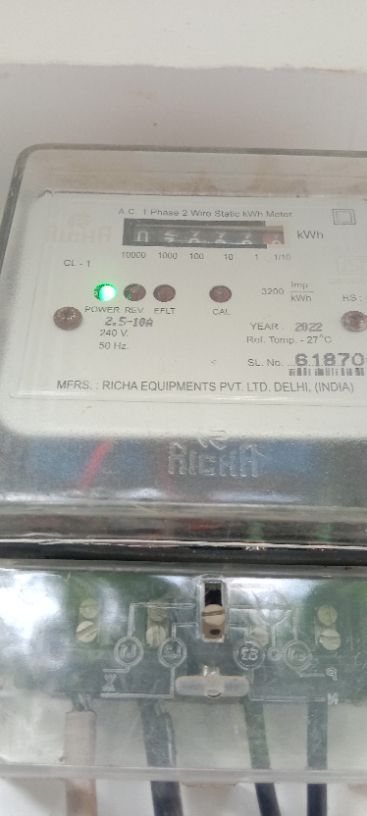 A.C. 1 Phase 2 Wire Static kWh Meter
RICHA
kWh
CL - 1
10000 1000 100 10 1 1/10
3200 Imp/kWh
POWER REV EFLT CAL
2.5-10A
240 V.
50 Hz.
YEAR : 2022
Ref. Temp. - 27°C
SL. No. 61870
MFRS. : RICHA EQUIPMENTS PVT. LTD. DELHI, (INDIA)
RICHA